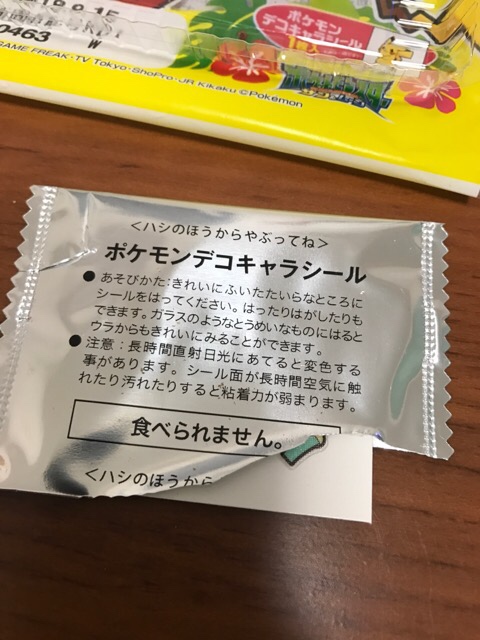 0463 W
ポケモン
デコキャラシール
1枚入
GAME FREAK・TV Tokyo・ShoPro・JR Kikaku ©Pokémon
<ハシのほうからやぶってね>
ポケモンデコキャラシール
● あそびかた:きれいにふいたたいらなところに
シールをはってください。はったりはがしたりも
できます。ガラスのようなとうめいなものにはると
ウラからもきれいにみることができます。
● 注意:長時間直射日光にあてると変色する
事があります。シール面が長時間空気に触
れたり汚れたりすると粘着力が弱まります。
食べられません。
<ハシのほうから